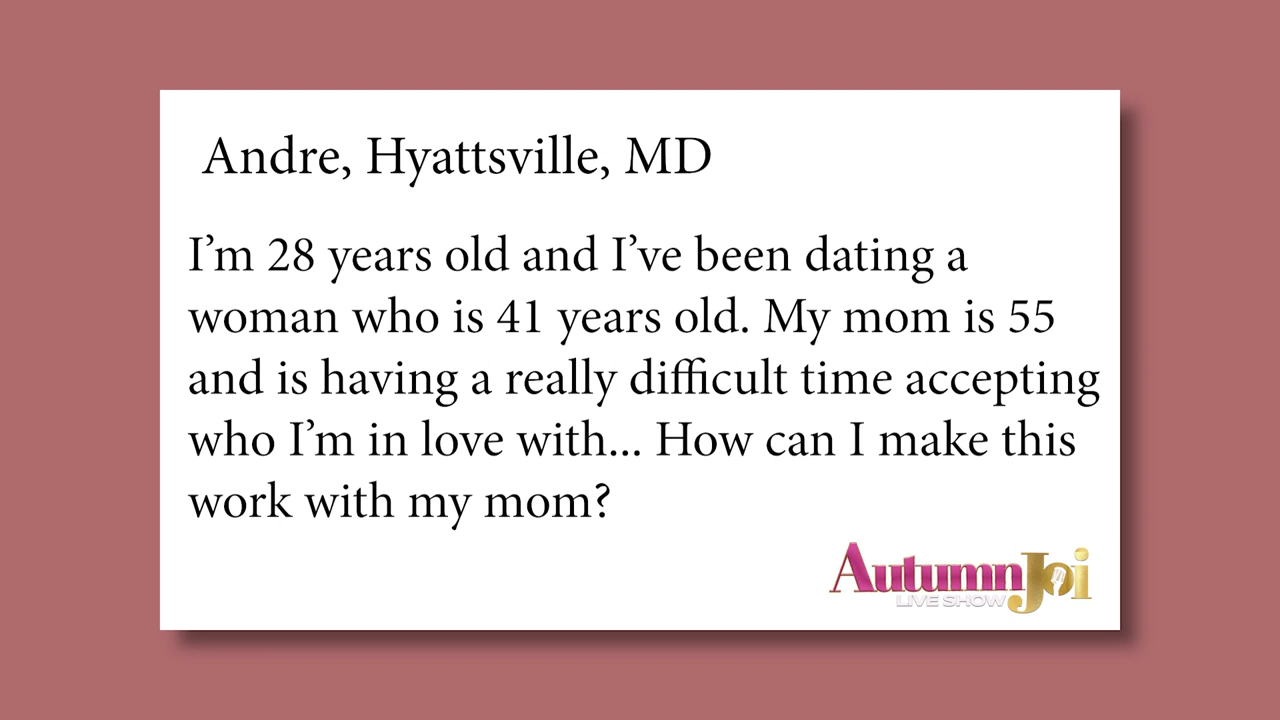 Andre, Hyattsville, MD
I’m 28 years old and I’ve been dating a
woman who is 41 years old. My mom is 55
and is having a really difficult time accepting
who I’m in love with... How can I make this
work with my mom?
Autumn Joi
LIVE SHOW